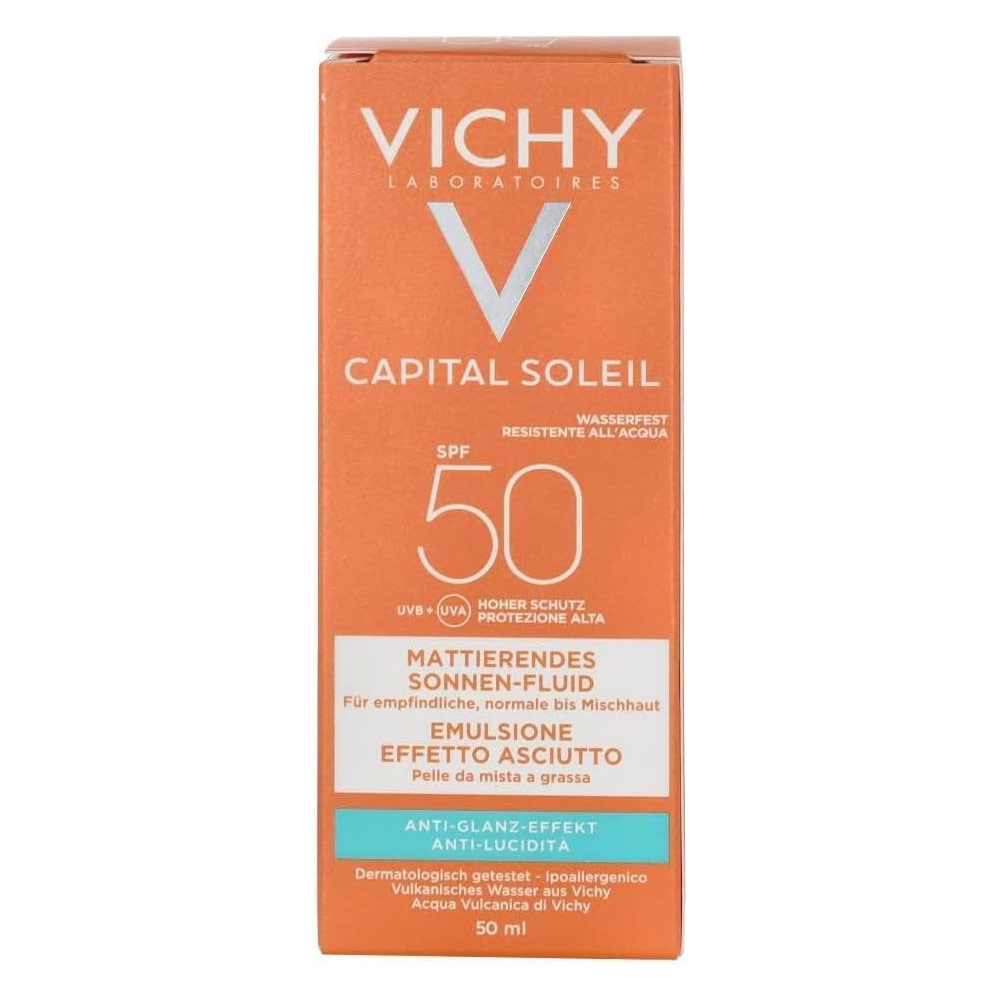 VICHY
LABORATOIRES
V
CAPITAL SOLEIL
WASSERFEST
RESISTENTE ALL'ACQUA
SPF
50
UVB + UVA HOHER SCHUTZ
PROTEZIONE ALTA
MATTIERENDES
SONNEN-FLUID
Für empfindliche, normale bis Mischhaut
EMULSIONE
EFFETTO ASCIUTTO
Pelle da mista a grassa
ANTI-GLANZ-EFFEKT
ANTI-LUCIDITÀ
Dermatologisch getestet - Ipoallergenico
Vulkanisches Wasser aus Vichy
Acqua Vulcanica di Vichy
50 ml